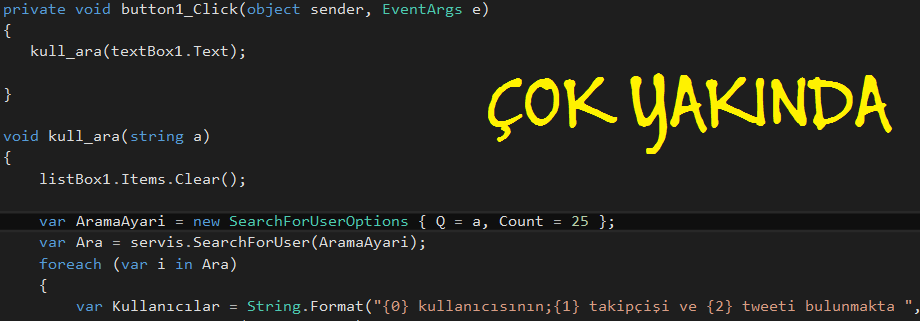 private void button1_Click(object sender, EventArgs e)
{
kull_ara(textBox1.Text);
}
ÇOK YAKINDA
void kull_ara(string a)
{
listBox1.Items.Clear();
var AramaAyari = new SearchForUserOptions { Q = a, Count = 25 };
var Ara = servis.SearchForUser(AramaAyari);
foreach (var i in Ara)
{
var Kullanıcılar = String.Format("{0} kullanıcısının;{1} takipçisi ve {2} tweeti bulunmakta ",